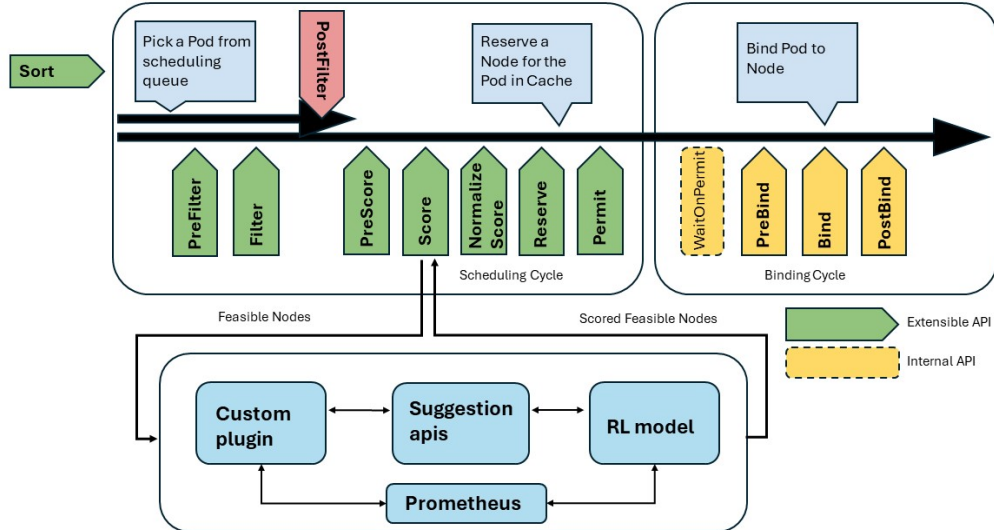 Sort
Pick a Pod from
scheduling
queue
PostFilter
Reserve a
Node for the
Pod in Cache
Bind Pod to
Node
PreFilter
Filter
PreScore
Score
Normalize
Score
Reserve
Permit
WaitOnPermit
PreBind
Bind
PostBind
Scheduling Cycle
Binding Cycle
Feasible Nodes
Scored Feasible Nodes
Extensible API
Internal API
Custom
plugin
Suggestion
apis
RL model
Prometheus